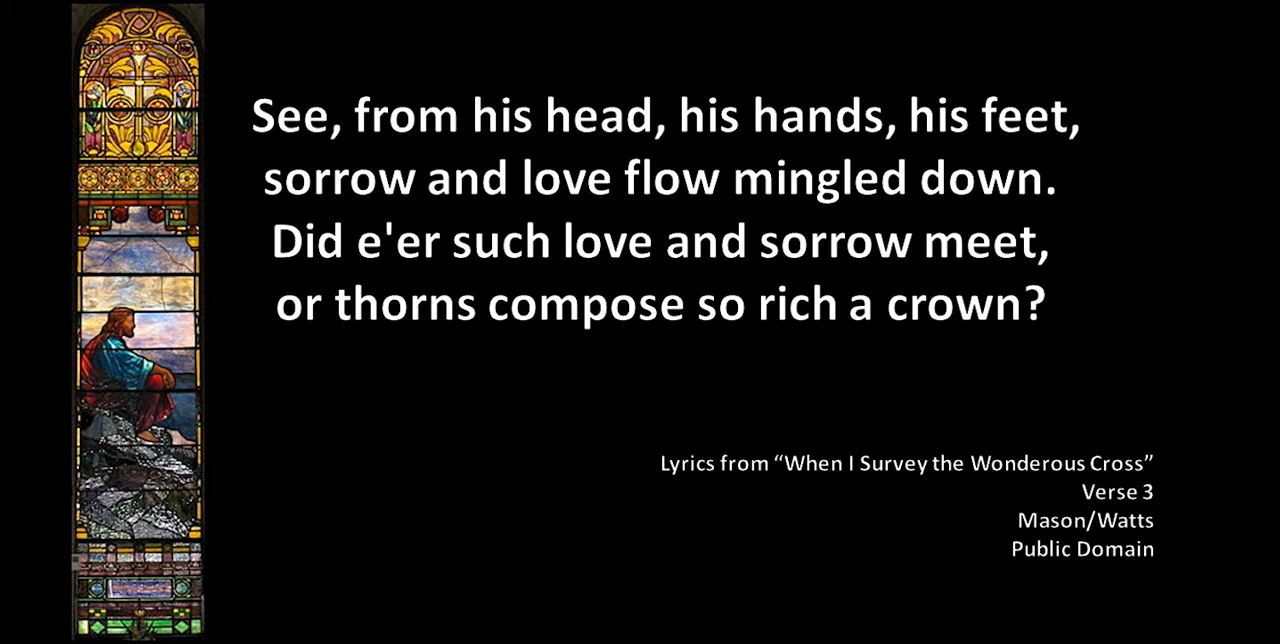 See, from his head, his hands, his feet,
sorrow and love flow mingled down.
Did e'er such love and sorrow meet,
or thorns compose so rich a crown?
Lyrics from “When I Survey the Wonderous Cross”
Verse 3
Mason/Watts
Public Domain